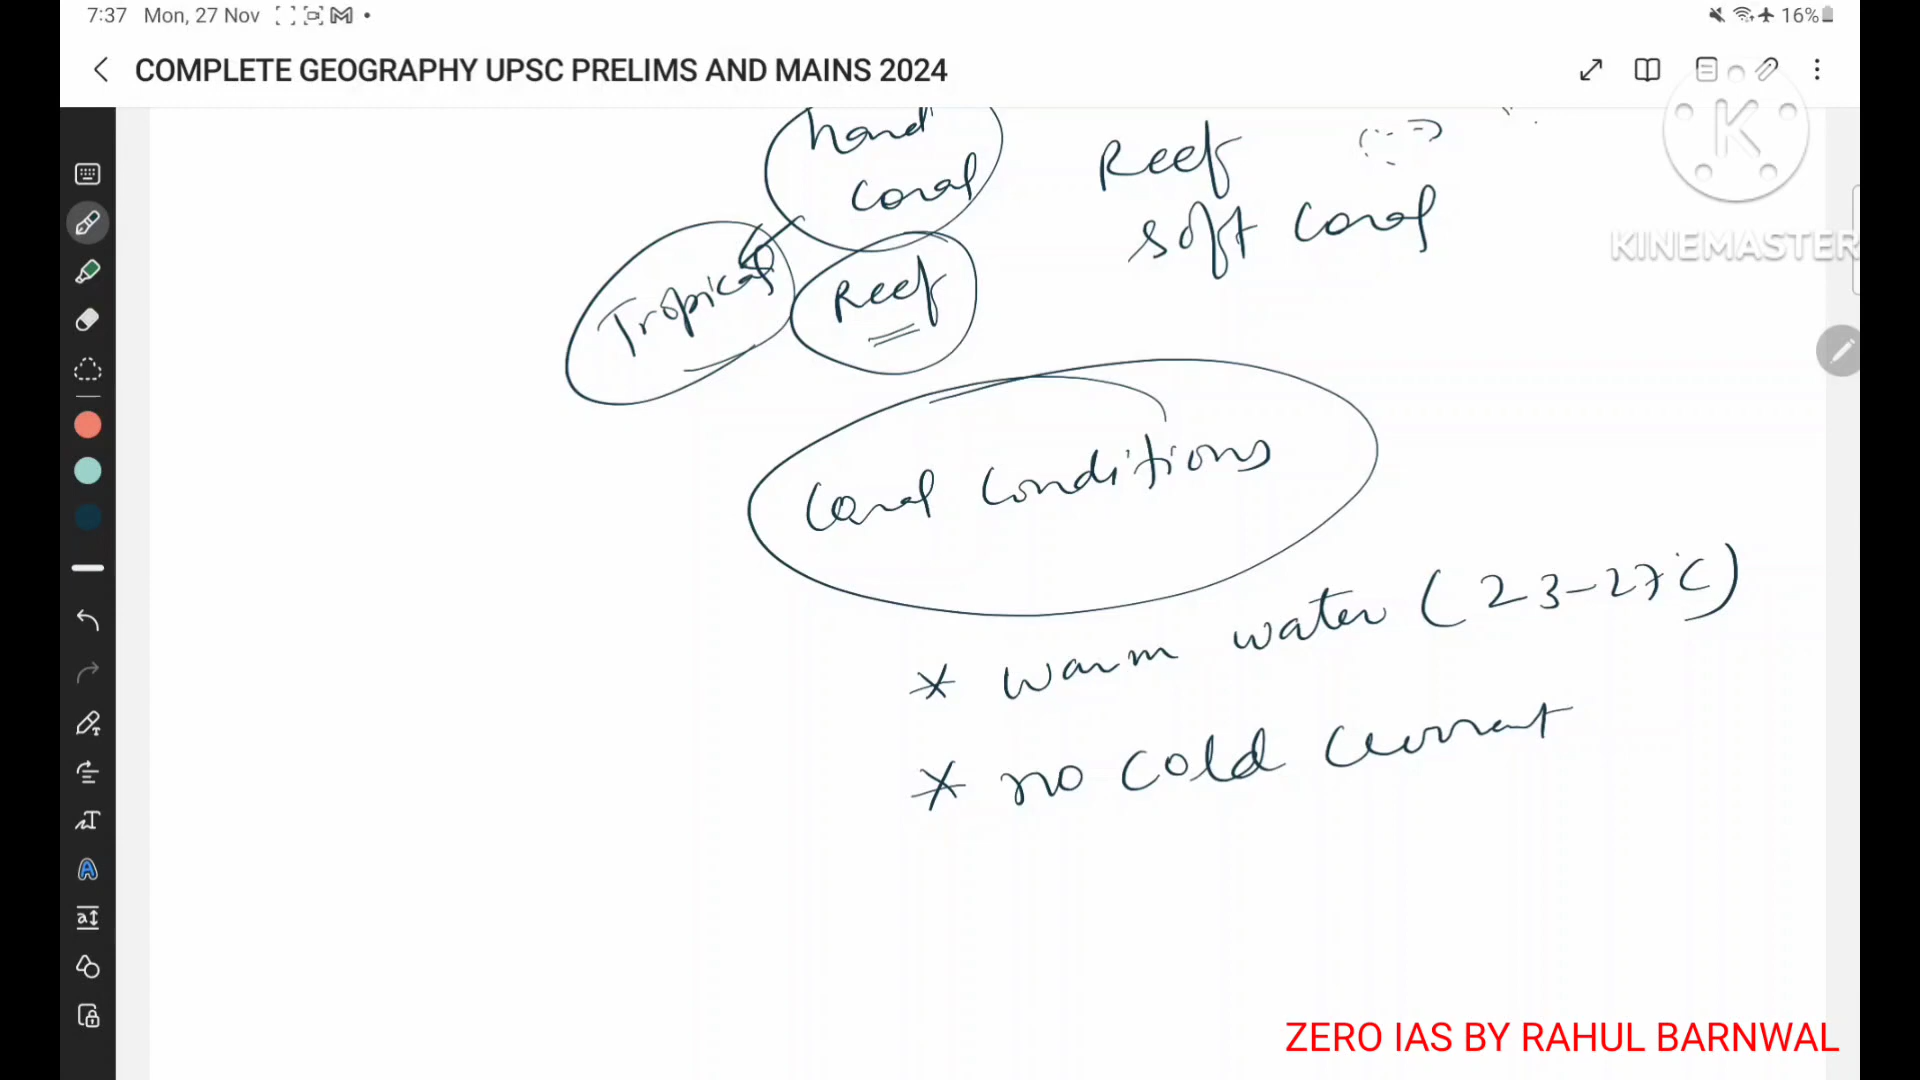 7:37 Mon, 27 Nov
16%
COMPLETE GEOGRAPHY UPSC PRELIMS AND MAINS 2024
K
KINEMASTER
hard
coral
Reef
soft coral
Tropical
Reef
Coral Conditions
* warm water (23-27°C)
* no cold current
ZERO IAS BY RAHUL BARNWAL